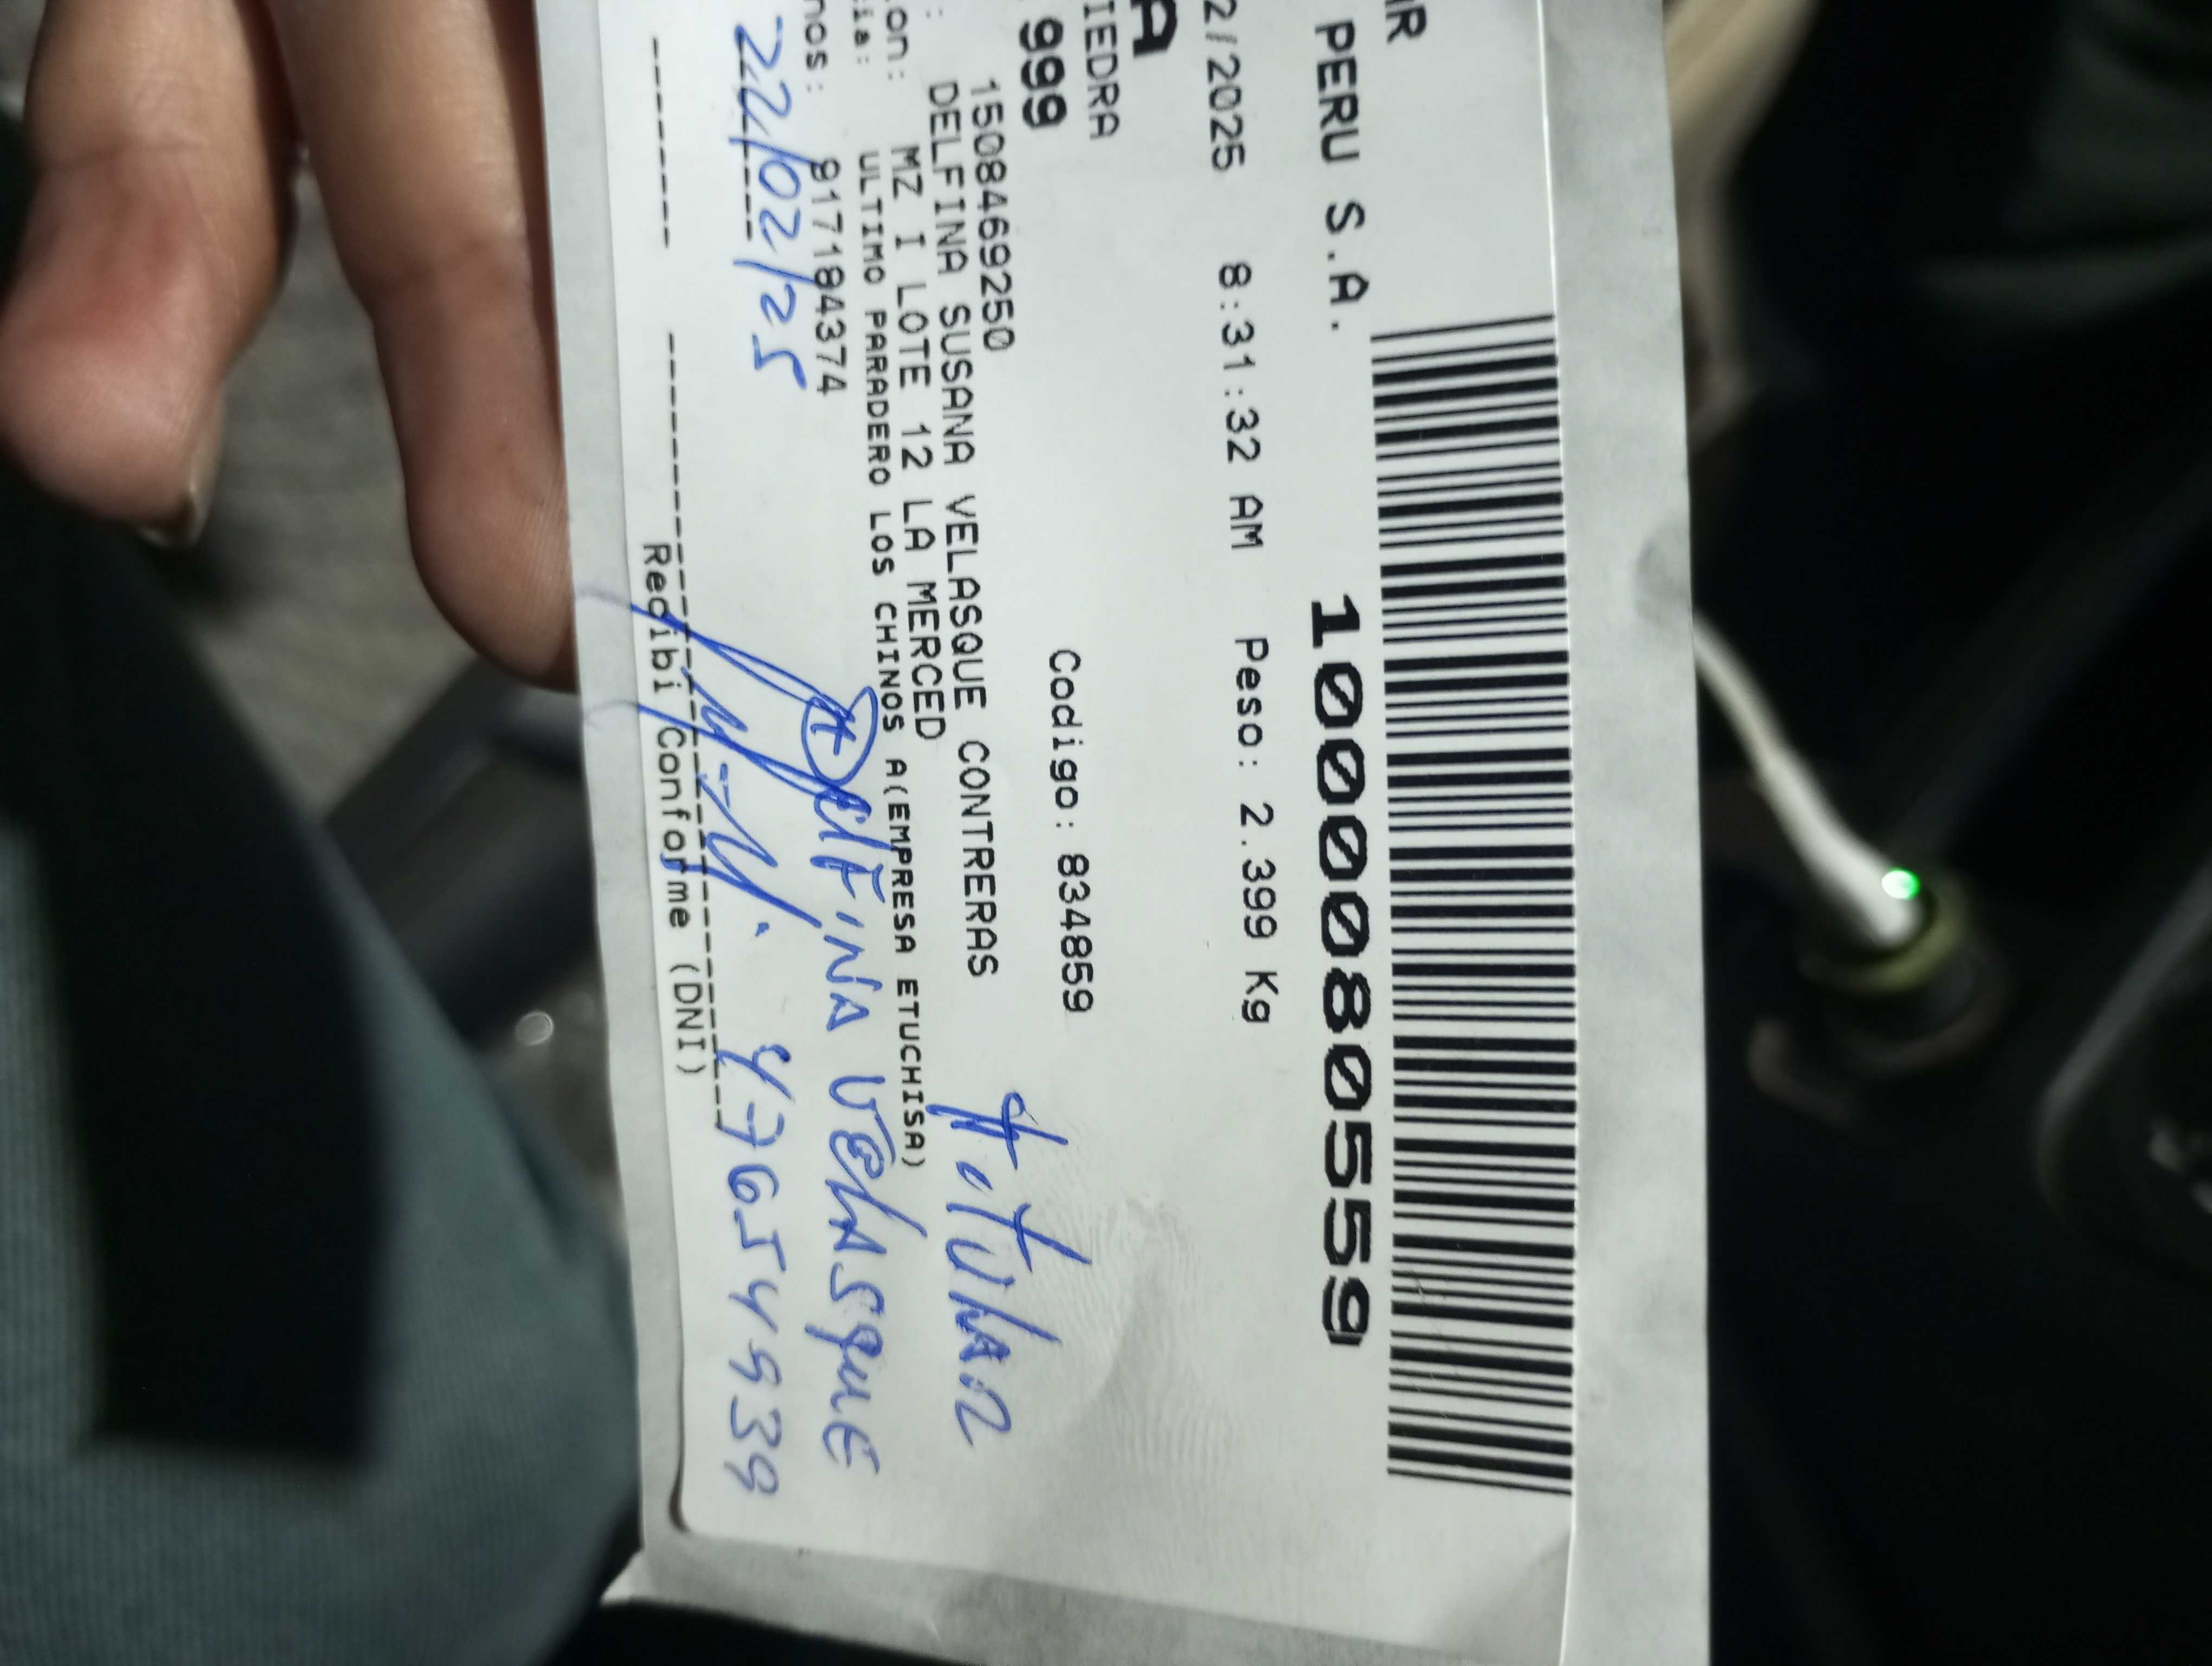 AR
PERU S.A. 10000805559
2/2025 8:31:32 AM Peso: 2.399 Kg
A
IEDRA
999 Codigo: 834859
1508469250
: DELFINA SUSANA VELASQUE CONTRERAS
on: MZ I LOTE 12 LA MERCED
ia: ULTIMO PARADERO LOS CHINOS A(EMPRESA ETUCHISA)
nos: 917184374
titular
Delfina Velasque
22/02/25
Recibi Conforme (DNI)